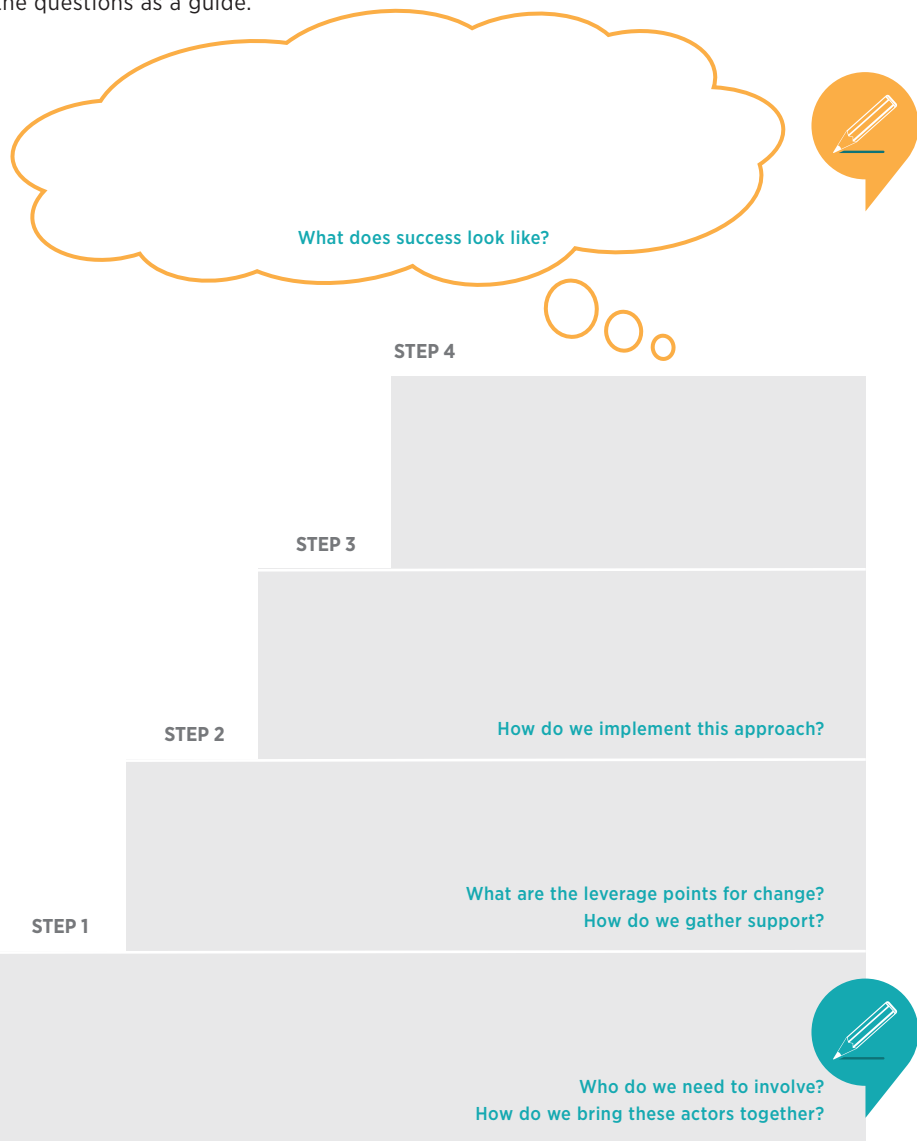 the questions as a guide.
What does success look like?
STEP 4
STEP 3
How do we implement this approach?
STEP 2
What are the leverage points for change?
How do we gather support?
STEP 1
Who do we need to involve?
How do we bring these actors together?